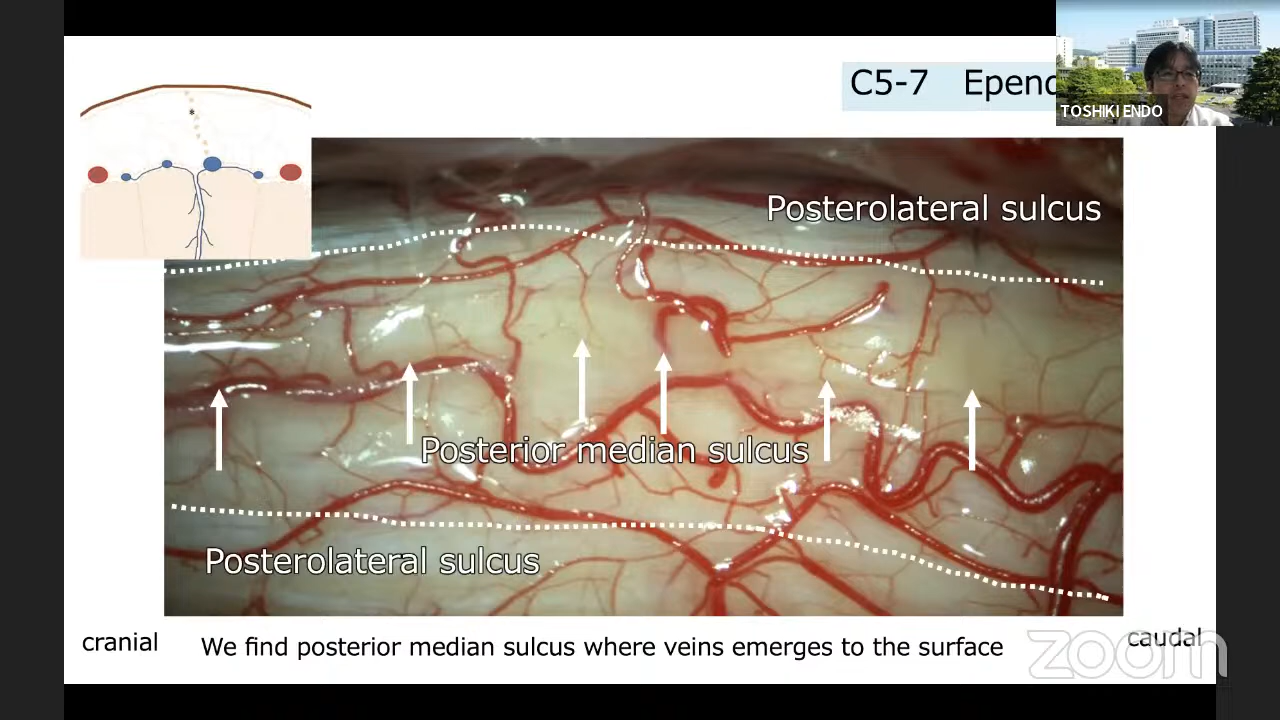 C5-7 Epend
TOSHIKI ENDO
*
Posterolateral sulcus
Posterior median sulcus
Posterolateral sulcus
cranial
We find posterior median sulcus where veins emerges to the surface
caudal
zoom